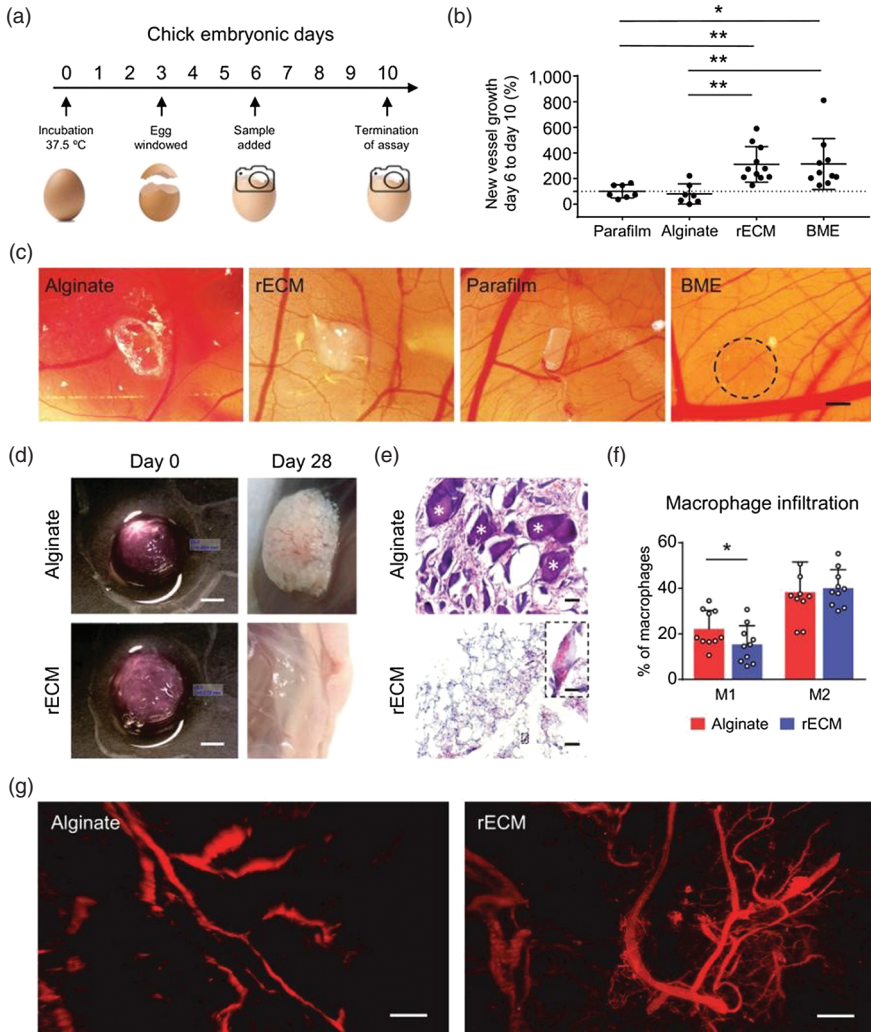 (a)
Chick embryonic days
0 1 2 3 4 5 6 7 8 9 10
Incubation
37.5 ºC
Egg
windowed
Sample
added
Termination
of assay
(b)
*
**
**
**
New vessel growth
day 6 to day 10 (%)
1,000
800
600
400
200
100
0
Parafilm Alginate rECM BME
(c)
Alginate
rECM
Parafilm
BME
(d)
Day 0 Day 28
Alginate
rECM
(e)
Alginate
* * * *
rECM
(f)
Macrophage infiltration
*
% of macrophages
60
40
20
0
M1 M2
Alginate rECM
(g)
Alginate
rECM